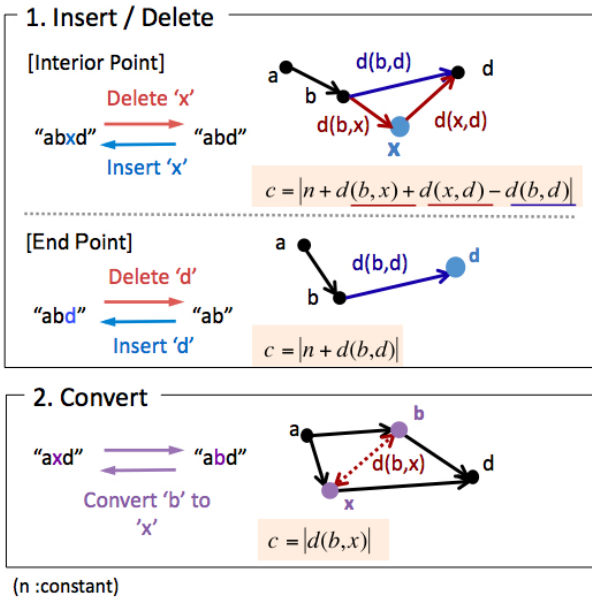 1. Insert / Delete
[Interior Point]
a
d(b,d)
d
Delete ‘x’
b
“abxd”
“abd”
d(b,x)
d(x,d)
Insert ‘x’
x
c = |n + d(b,x) + d(x,d) − d(b,d)|
[End Point]
a
d(b,d)
d
Delete ‘d’
b
“abd”
“ab”
Insert ‘d’
c = |n + d(b,d)|
2. Convert
b
a
“axd”
“abd”
d(b,x)
d
Convert ‘b’ to
’x’
x
c = |d(b,x)|
(n :constant)